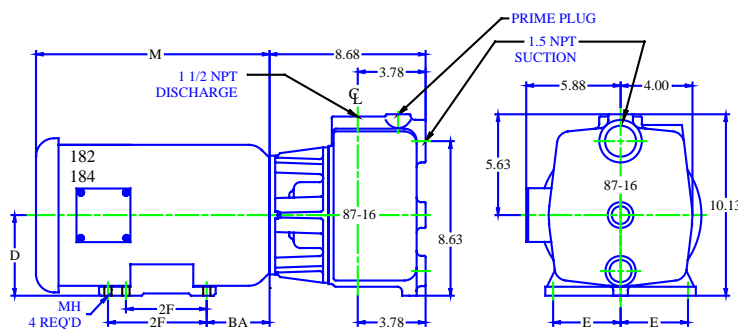 PRIME PLUG
M
8.68
1.5 NPT
SUCTION
1 1/2 NPT
DISCHARGE
3.78
5.88
4.00
CL
182
184
5.63
87-16
87-16
10.13
D
8.63
MH
4 REQ'D
2F
2F
BA
3.78
E
E